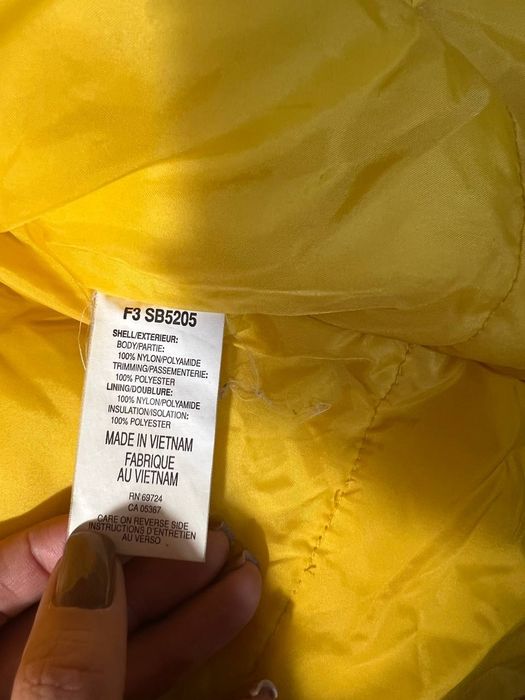 F3 SB5205
SHELL/EXTERIEUR:
BODY/PARTIE:
100% NYLON/POLYAMIDE
TRIMMING/PASSEMENTERIE:
100% POLYESTER
LINING/DOUBLURE:
100% NYLON/POLYAMIDE
INSULATION/ISOLATION:
100% POLYESTER
MADE IN VIETNAM
FABRIQUE
AU VIETNAM
RN 69724
CA 05367
CARE ON REVERSE SIDE
INSTRUCTIONS D'ENTRETIEN
AU VERSO